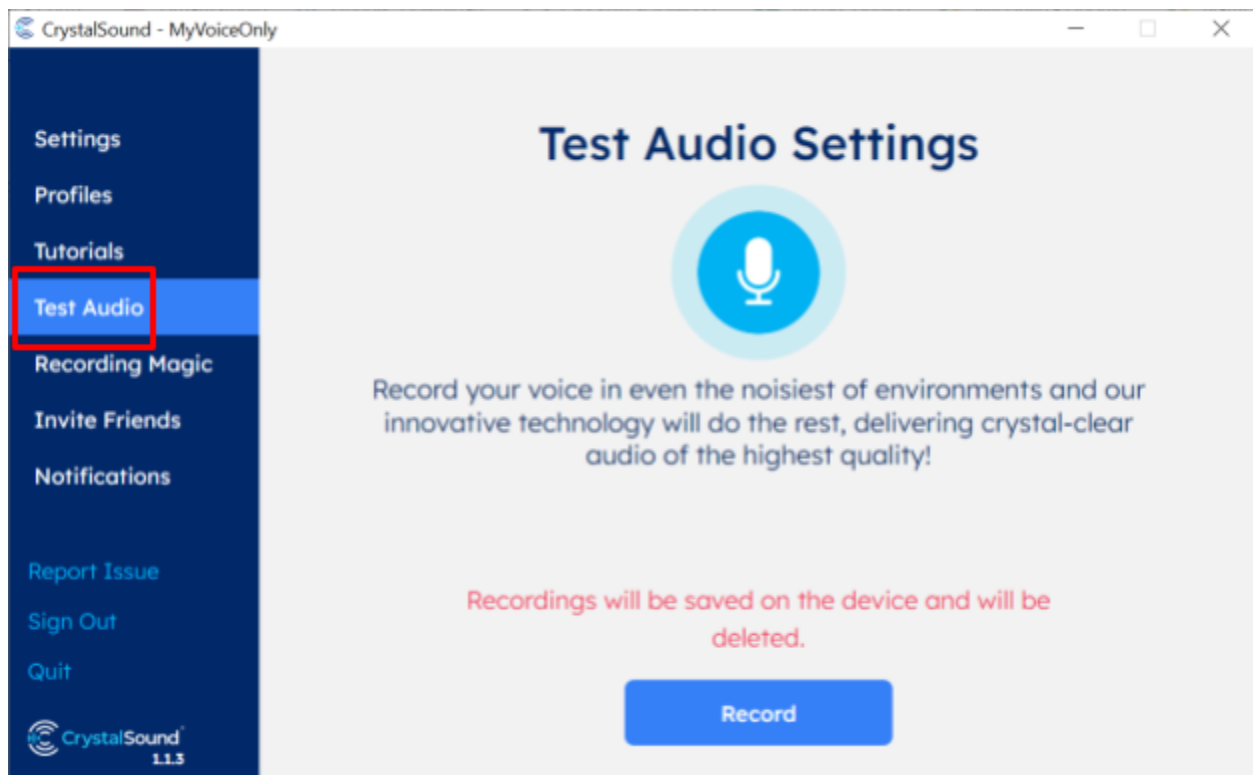 CrystalSound - MyVoiceOnly
Settings
Profiles
Tutorials
Test Audio
Recording Magic
Invite Friends
Notifications
Report Issue
Sign Out
Quit
CrystalSound
1.1.3
Test Audio Settings
Record your voice in even the noisiest of environments and our
innovative technology will do the rest, delivering crystal-clear
audio of the highest quality!
Recordings will be saved on the device and will be
deleted.
Record